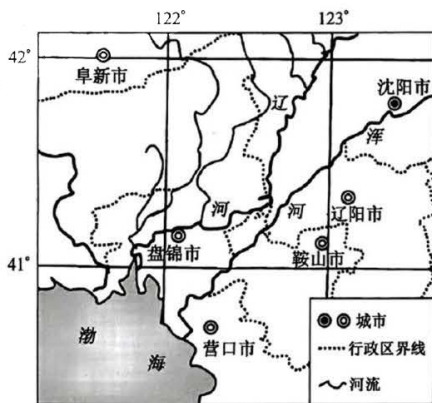 122°
123°
42°
阜新市
沈阳市
辽
浑
河
河
辽阳市
盘锦市
鞍山市
41°
渤
海
营口市
城市
行政区界线
河流